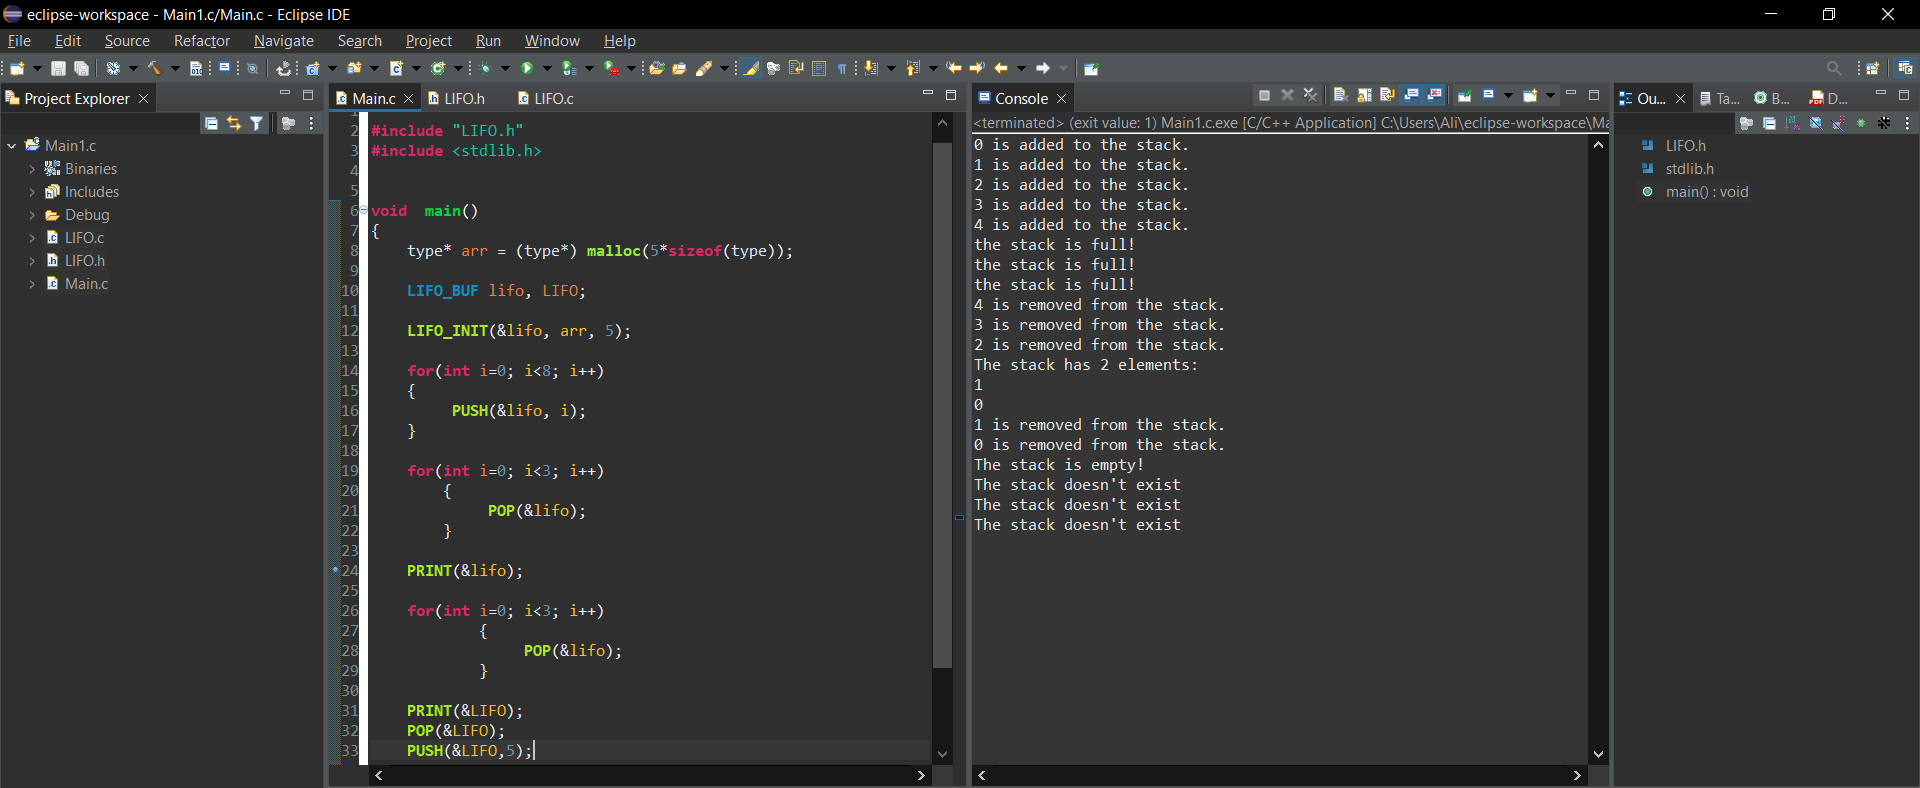 eclipse-workspace - Main1.c/Main.c - Eclipse IDE
File Edit Source Refactor Navigate Search Project Run Window Help
Project Explorer
Main1.c
Binaries
Includes
Debug
LIFO.c
LIFO.h
Main.c
Main.c LIFO.h LIFO.c
2 #include "LIFO.h"
3 #include <stdlib.h>
4
5
6 void  main()
7 {
8     type* arr = (type*) malloc(5*sizeof(type));
9
10     LIFO_BUF lifo, LIFO;
11
12     LIFO_INIT(&lifo, arr, 5);
13
14     for(int i=0; i<8; i++)
15     {
16          PUSH(&lifo, i);
17     }
18
19     for(int i=0; i<3; i++)
20         {
21              POP(&lifo);
22         }
23
24     PRINT(&lifo);
25
26     for(int i=0; i<3; i++)
27             {
28                  POP(&lifo);
29             }
30
31     PRINT(&LIFO);
32     POP(&LIFO);
33     PUSH(&LIFO,5);
Console
<terminated> (exit value: 1) Main1.c.exe [C/C++ Application] C:\Users\Ali\eclipse-workspace\Ma
0 is added to the stack.
1 is added to the stack.
2 is added to the stack.
3 is added to the stack.
4 is added to the stack.
the stack is full!
the stack is full!
the stack is full!
4 is removed from the stack.
3 is removed from the stack.
2 is removed from the stack.
The stack has 2 elements:
1
0
1 is removed from the stack.
0 is removed from the stack.
The stack is empty!
The stack doesn't exist
The stack doesn't exist
The stack doesn't exist
Ou... Ta... B... D...
LIFO.h
stdlib.h
main() : void